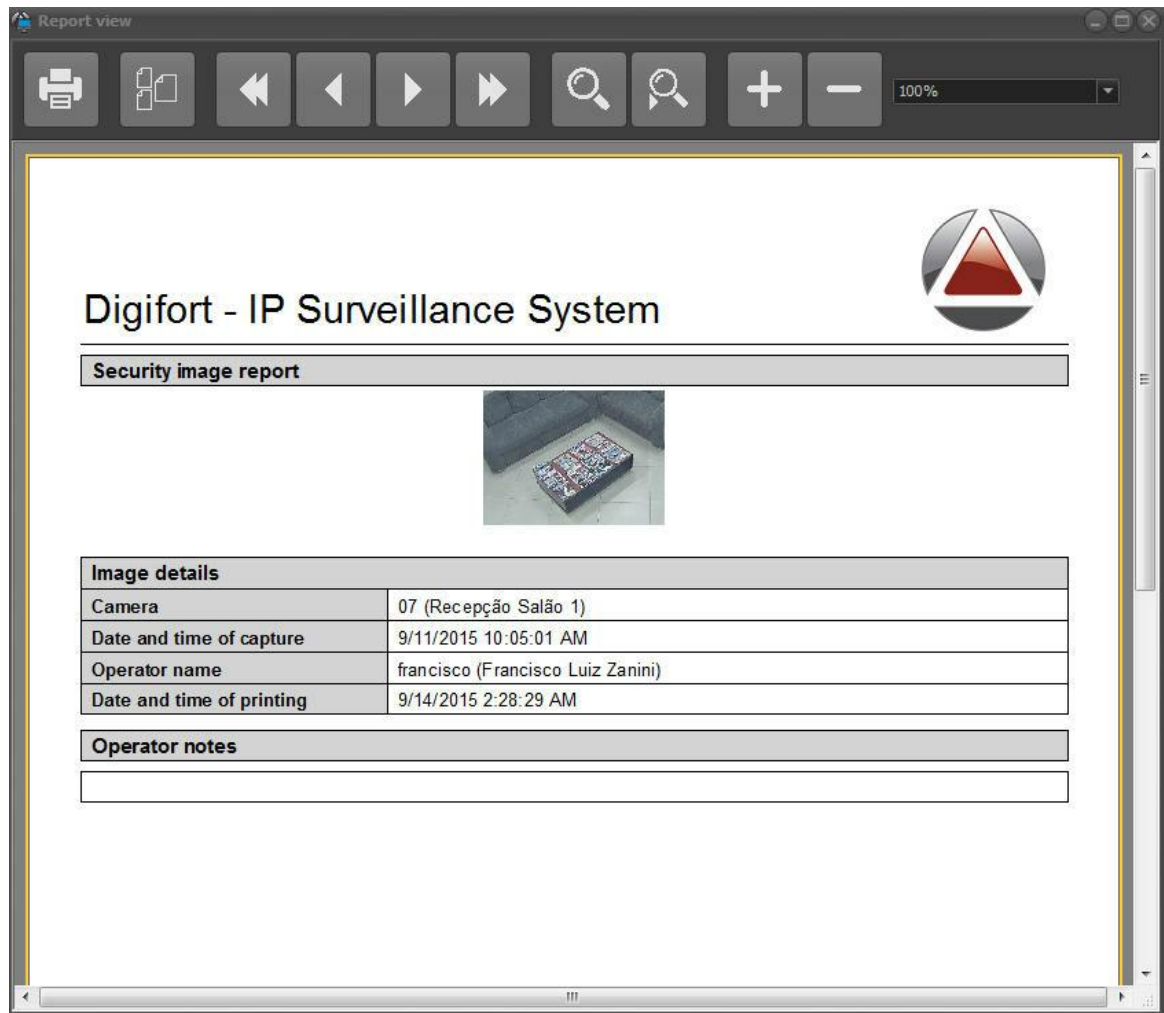 Report view
100%
Digifort - IP Surveillance System
Security image report
Image details
Camera 07 (Recepção Salão 1)
Date and time of capture 9/11/2015 10:05:01 AM
Operator name francisco (Francisco Luiz Zanini)
Date and time of printing 9/14/2015 2:28:29 AM
Operator notes